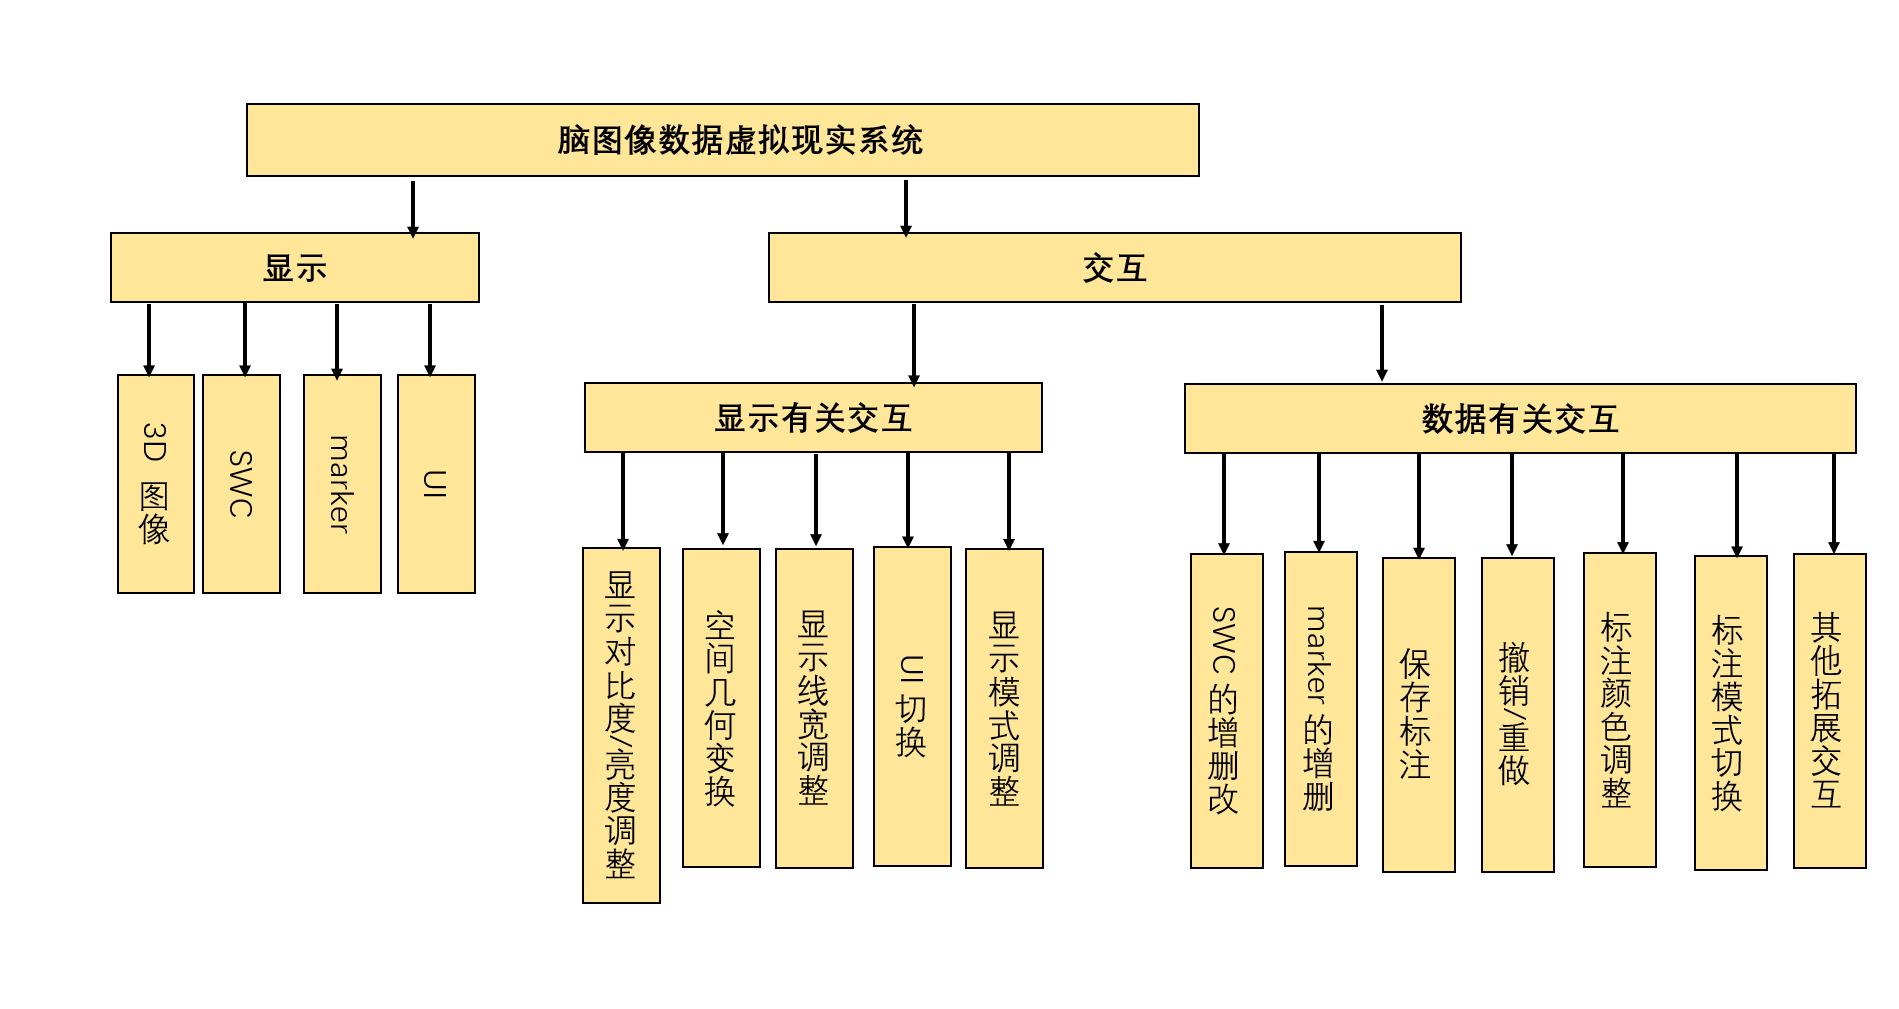 脑图像数据虚拟现实系统
显示
交互
3D 图像
SWC
marker
UI
显示有关交互
数据有关交互
显示对比度/亮度调整
空间几何变换
显示线宽调整
UI 切换
显示模式调整
SWC 的增删改
marker 的增删
保存标注
撤销/重做
标注颜色调整
标注模式切换
其他拓展交互